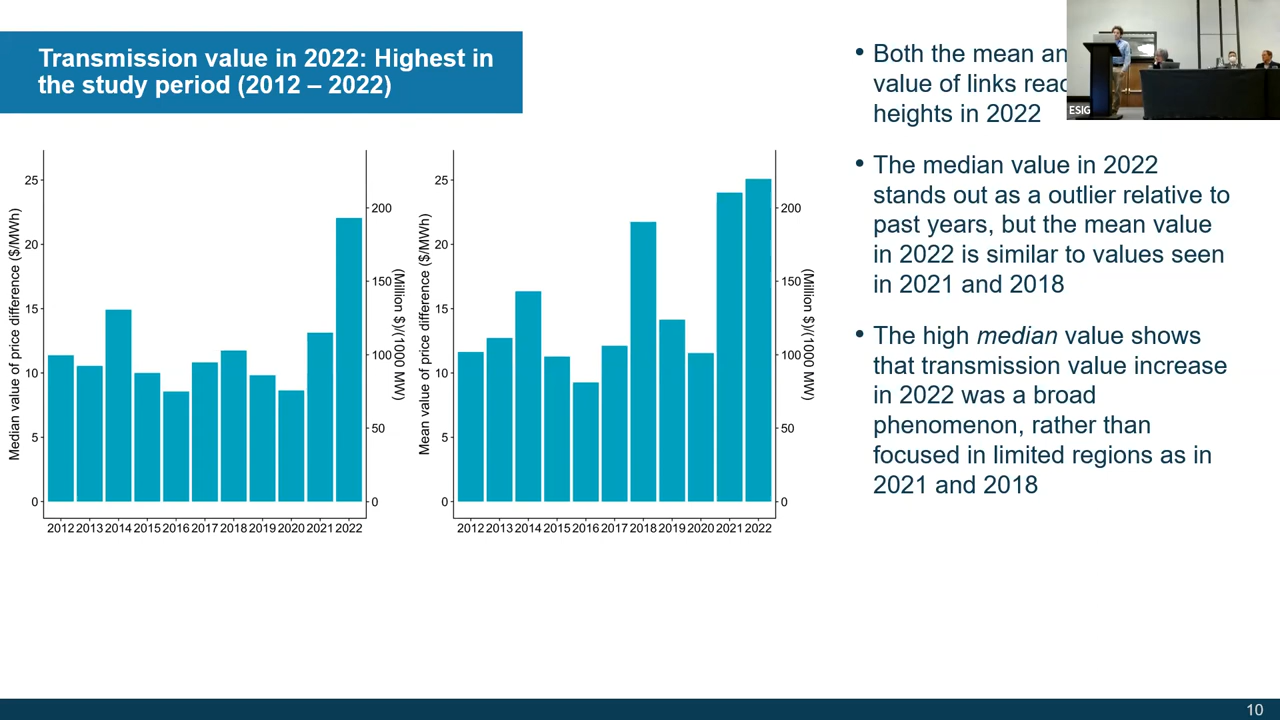 Transmission value in 2022: Highest in
the study period (2012 – 2022)
25
20
15
10
5
0
Median value of price difference ($/MWh)
200
150
100
50
0
(Million $)/(1000 MW)
2012 2013 2014 2015 2016 2017 2018 2019 2020 2021 2022
25
20
15
10
5
0
Mean value of price difference ($/MWh)
200
150
100
50
0
(Million $)/(1000 MW)
2012 2013 2014 2015 2016 2017 2018 2019 2020 2021 2022
• Both the mean
value of links
heights in 2022
• The median value in 2022
stands out as a outlier relative to
past years, but the mean value
in 2022 is similar to values seen
in 2021 and 2018
• The high median value shows
that transmission value increase
in 2022 was a broad
phenomenon, rather than
focused in limited regions as in
2021 and 2018
ESIG
10